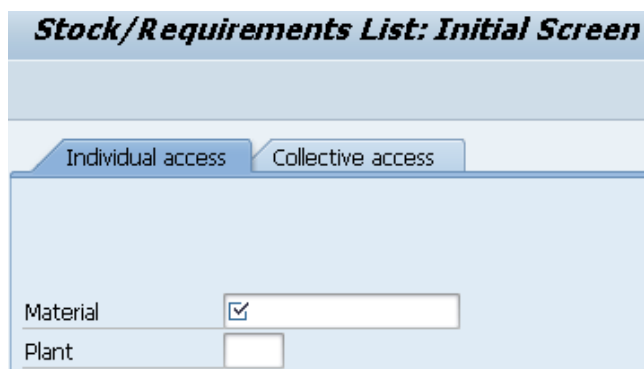 Stock/Requirements List: Initial Screen
Individual access Collective access
Material
Plant